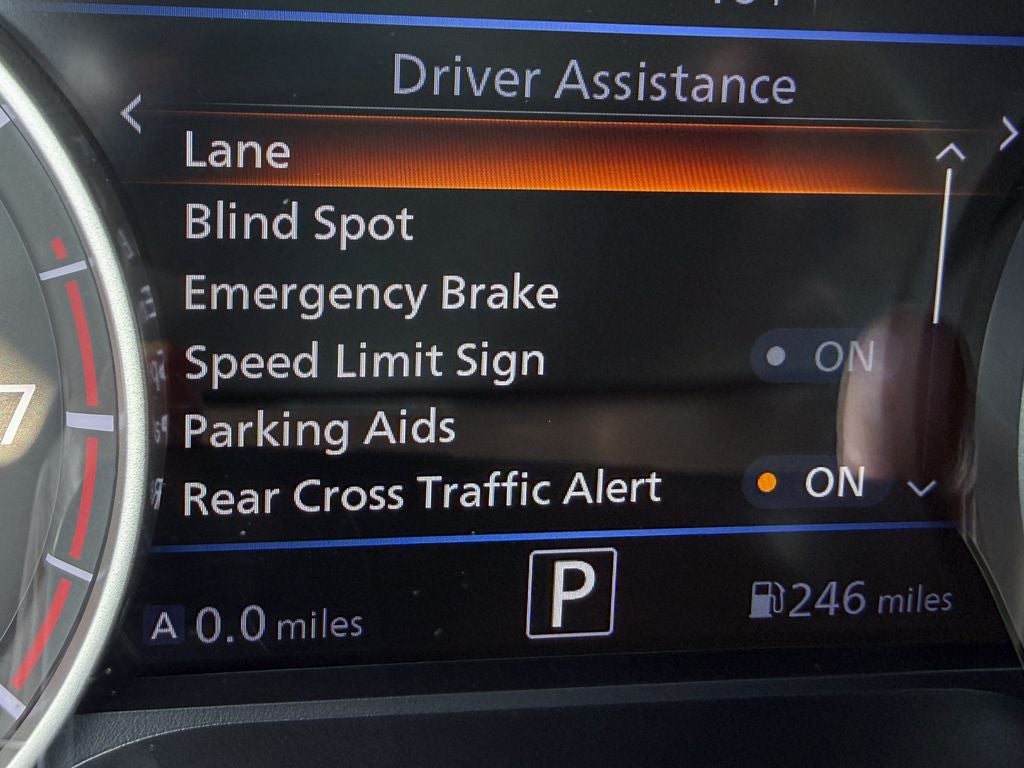 Driver Assistance
Lane
Blind Spot
Emergency Brake
Speed Limit Sign ON
Parking Aids
Rear Cross Traffic Alert ON
A 0.0 miles
P
246 miles
7